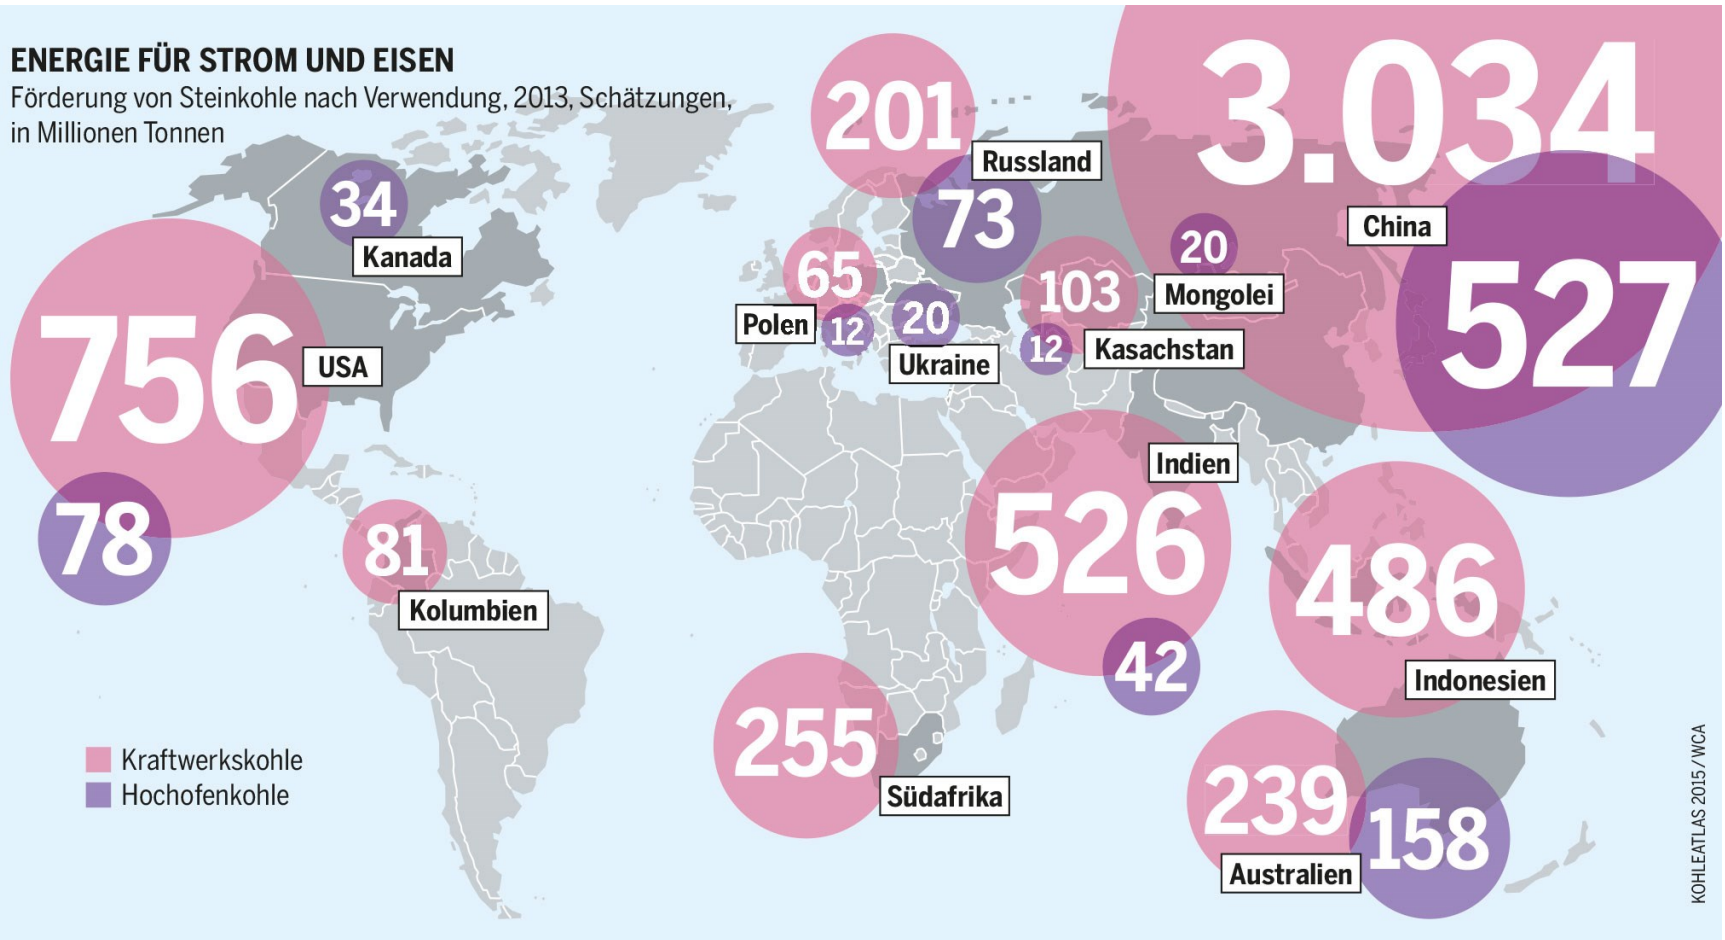 ENERGIE FÜR STROM UND EISEN
Förderung von Steinkohle nach Verwendung, 2013, Schätzungen,
in Millionen Tonnen
34
Kanada
756
USA
78
81
Kolumbien
201
Russland
73
65
Polen
12
20
Ukraine
103
12
Kasachstan
20
Mongolei
3.034
China
527
Indien
526
42
486
Indonesien
255
Südafrika
239
158
Australien
Kraftwerkskohle
Hochofenkohle
KOHLEATLAS 2015 / WCA